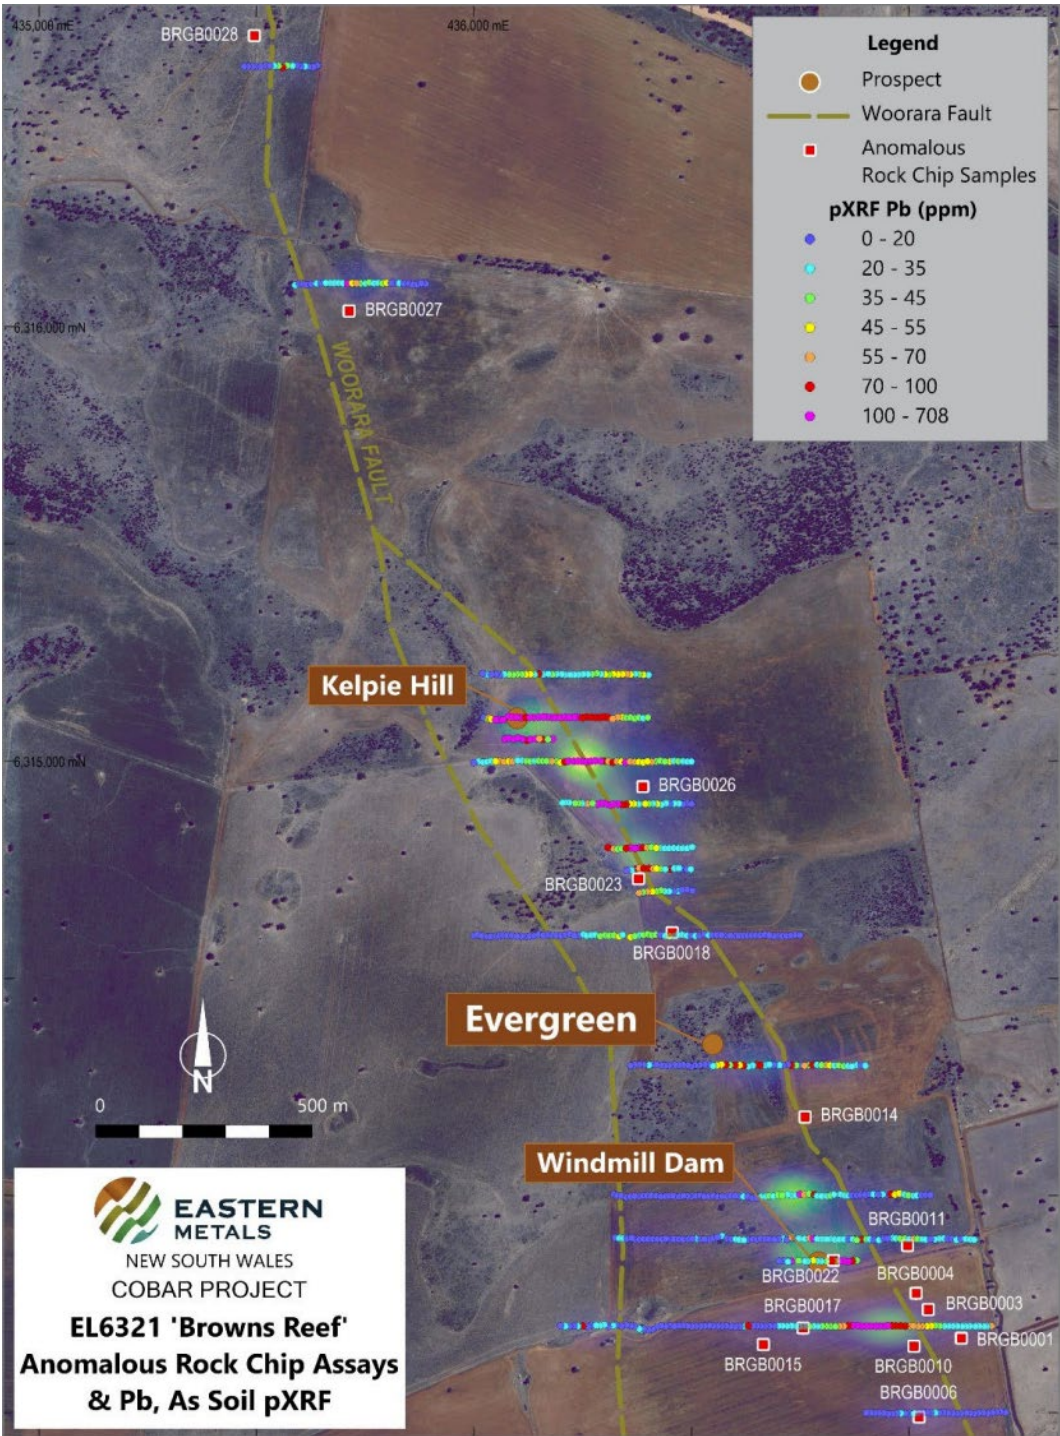 435,000 mE
436,000 mE
BRGB0028
Legend
Prospect
Woorara Fault
Anomalous
Rock Chip Samples
pXRF Pb (ppm)
0 - 20
20 - 35
35 - 45
45 - 55
55 - 70
70 - 100
100 - 708
BRGB0027
6,316,000 mN
WOORARA FAULT
Kelpie Hill
6,315,000 mN
BRGB0026
BRGB0023
BRGB0018
Evergreen
N
0 500 m
BRGB0014
Windmill Dam
BRGB0011
BRGB0022
BRGB0004
BRGB0017
BRGB0003
BRGB0001
BRGB0015
BRGB0010
BRGB0006
EASTERN
METALS
NEW SOUTH WALES
COBAR PROJECT
EL6321 'Browns Reef'
Anomalous Rock Chip Assays
& Pb, As Soil pXRF